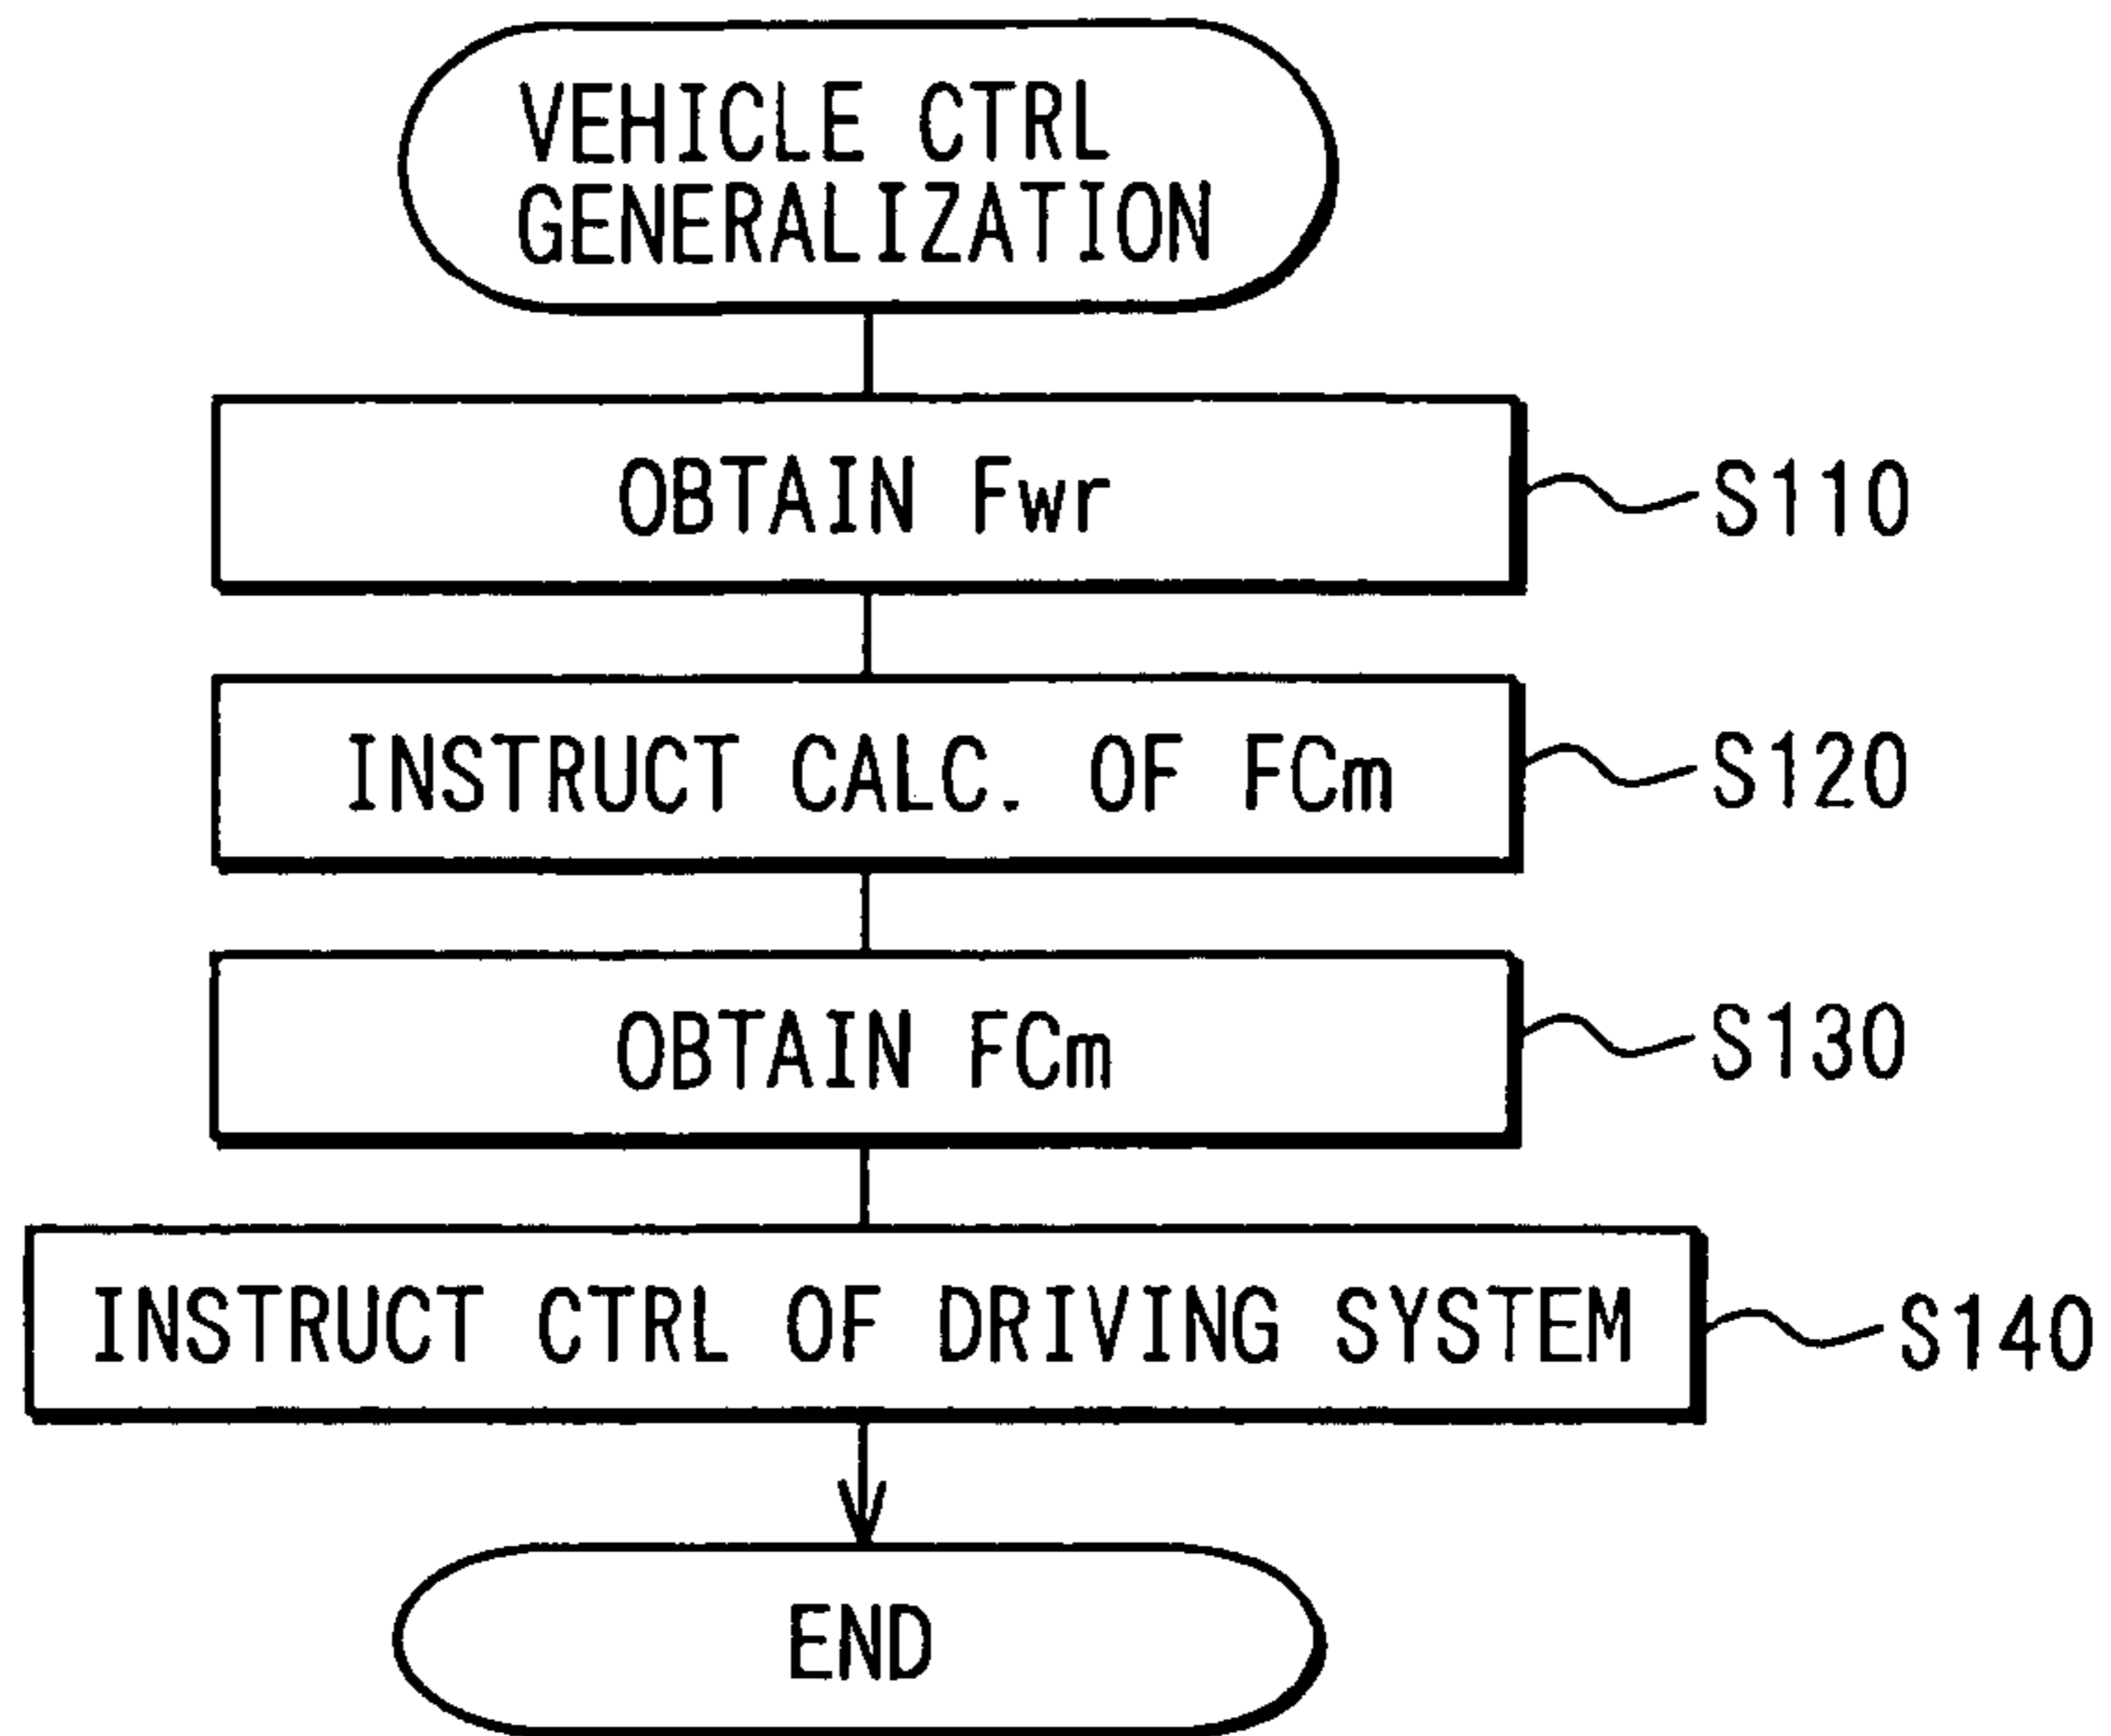 VEHICLE CTRL
GENERALIZATION
OBTAIN Fwr
S110
INSTRUCT CALC. OF FCm
S120
OBTAIN FCm
S130
INSTRUCT CTRL OF DRIVING SYSTEM
S140
END